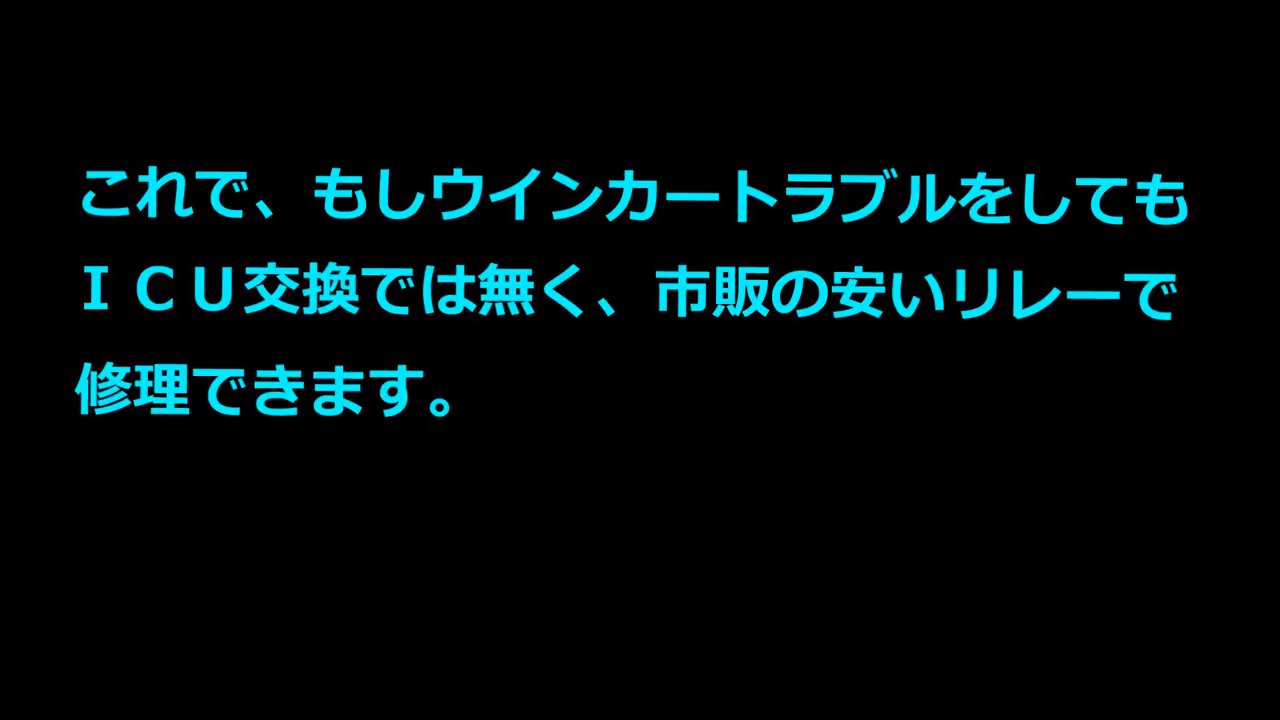 これで、もしウインカートラブルをしても
ＩＣＵ交換では無く、市販の安いリレーで
修理できます。